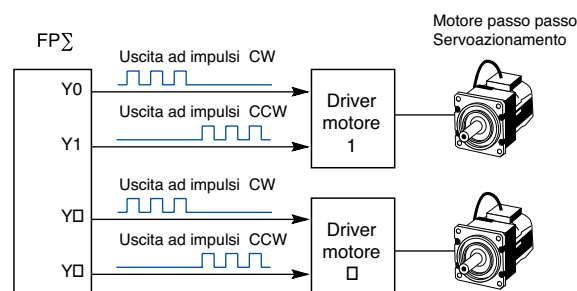 Motore passo passo
Servoazionamento
FPΣ
Uscita ad impulsi CW
Y0
Uscita ad impulsi CCW
Y1
Driver
motore
1
Uscita ad impulsi CW
Y□
Uscita ad impulsi CCW
Y□
Driver
motore
□